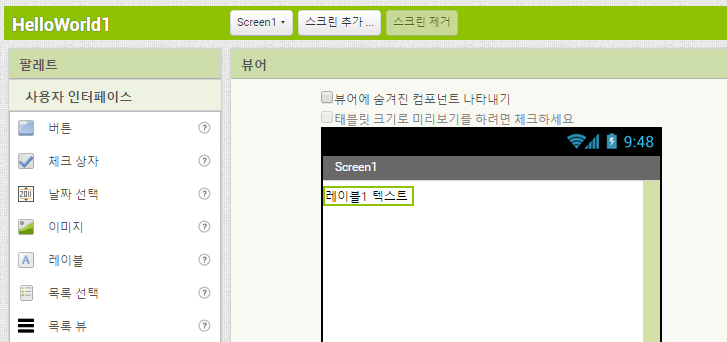 HelloWorld1
Screen1
스크린 추가 ...
스크린 제거
팔레트
사용자 인터페이스
버튼
체크 상자
날짜 선택
이미지
레이블
목록 선택
목록 뷰
뷰어
뷰어에 숨겨진 컴포넌트 나타내기
태블릿 크기로 미리보기를 하려면 체크하세요
9:48
Screen1
레이블1 텍스트